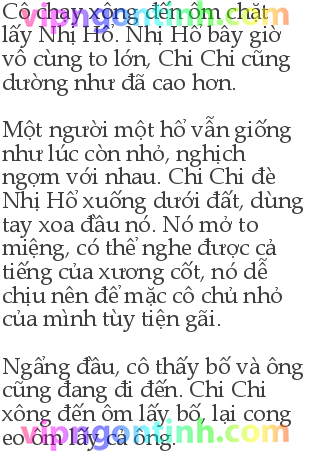 Cô chạy xông đến ôm chặt
lấy Nhị Hổ. Nhị Hổ bây giờ
vô cùng to lớn, Chi Chi cũng
dường như đã cao hơn.
Một người một hổ vẫn giống
như lúc còn nhỏ, nghịch
ngợm với nhau. Chi Chi đè
Nhị Hổ xuống dưới đất, dùng
tay xoa đầu nó. Nó mở to
miệng, có thể nghe được cả
tiếng của xương cốt, nó dễ
chịu nên để mặc cô chủ nhỏ
của mình tùy tiện gãi.
Ngẩng đầu, cô thấy bố và ông
cũng đang đi đến. Chi Chi
xông đến ôm lấy bố, lại cong
eo ôm lấy cả ông.
vipngontinh.com
vipngontinh.com